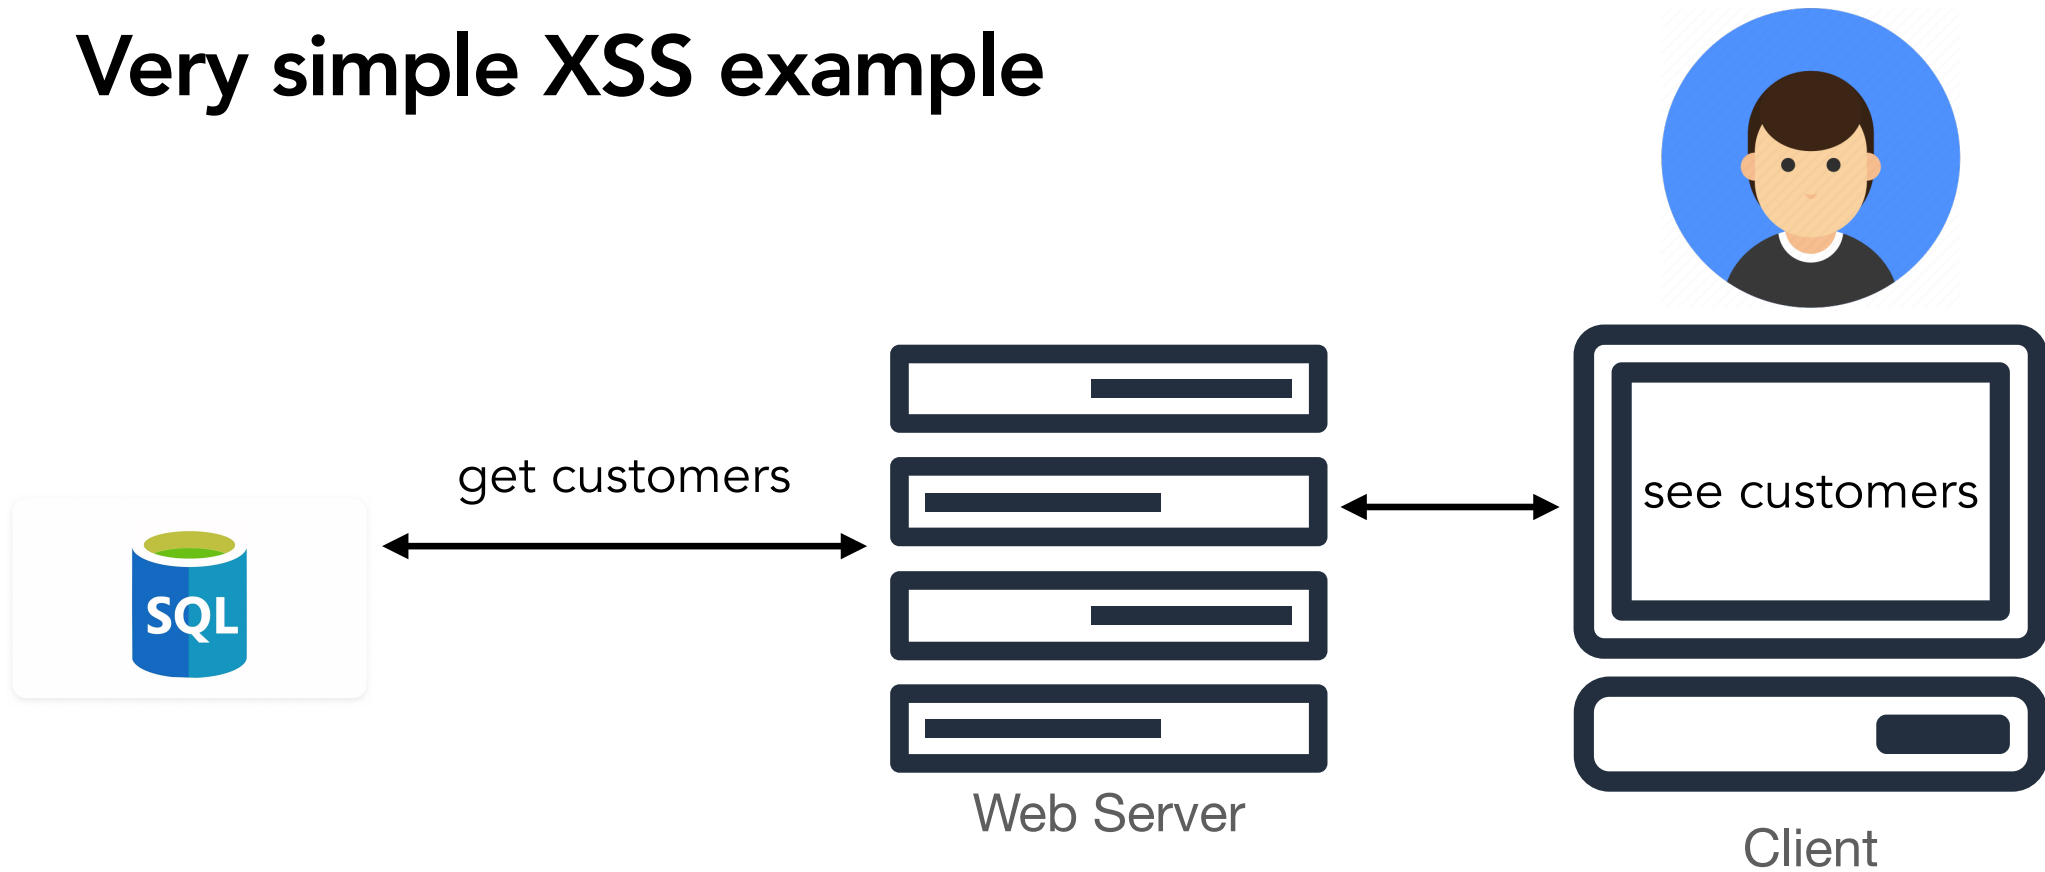 Very simple XSS example
get customers
see customers
SQL
Web Server
Client